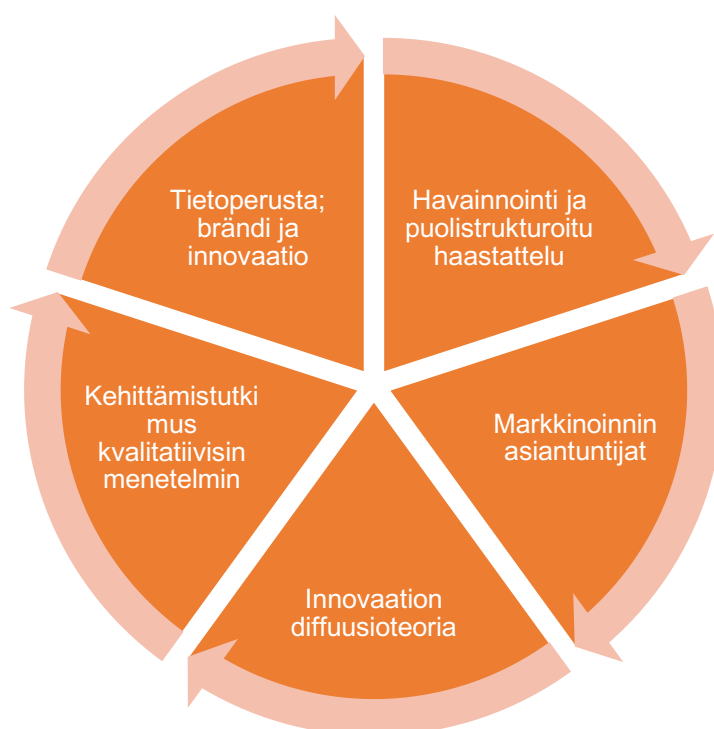 Tietoperusta;
brändi ja
innovaatio
Havainnointi ja
puolistrukturoitu
haastattelu
Markkinoinnin
asiantuntijat
Innovaation
diffuusioteoria
Kehittämistutki
mus
kvalitatiivisin
menetelmin